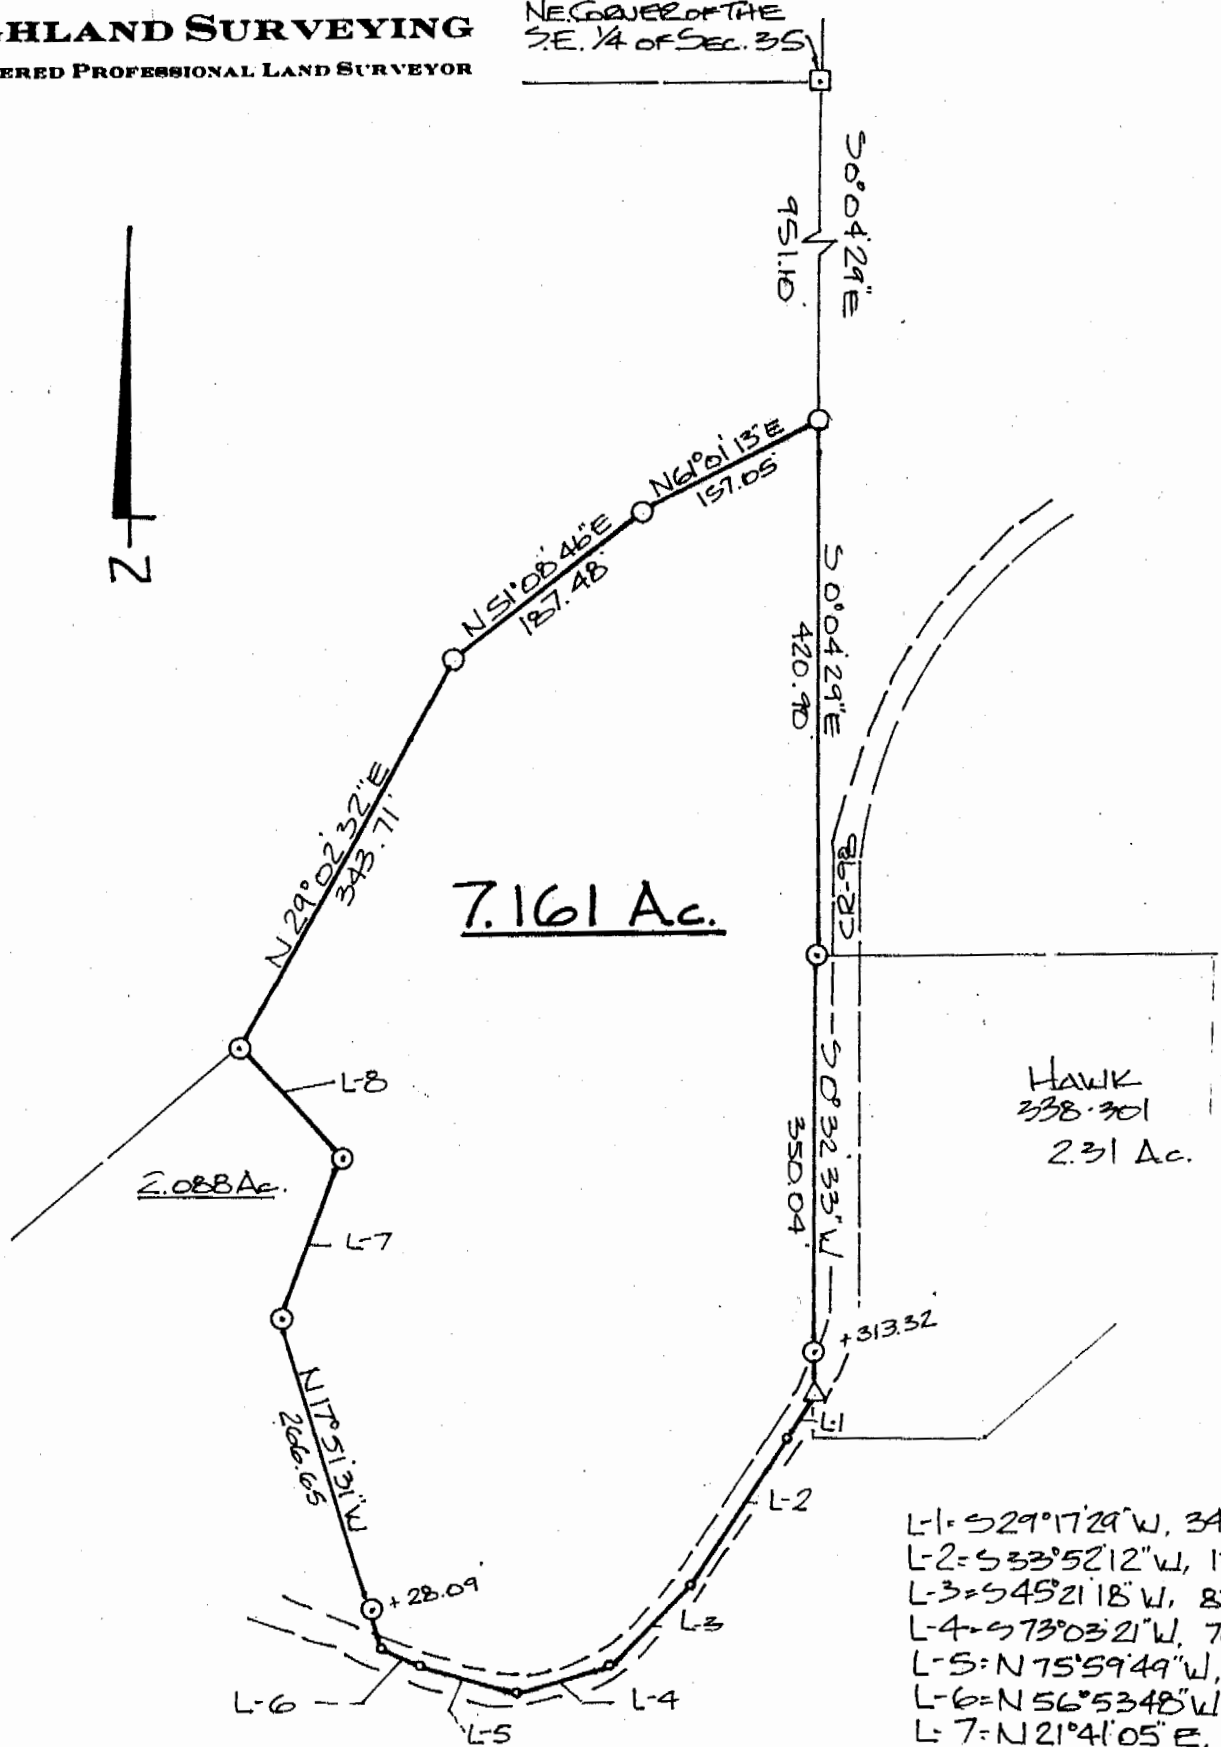 GHLAND SURVEYING
ERED PROFESSIONAL LAND SURVEYOR
NE. CORNER OF THE
S.E. 1/4 OF SEC. 35
S0°04'29"E
951.10'
N
N61°01'13"E
157.05'
N51°08'46"E
187.48'
S0°04'29"E
420.90'
N29°02'32"E
343.71'
7.161 Ac.
CR-98
L-8
HAWK
338-301
2.31 Ac.
2.088 Ac.
S0°32'33"W
350.04'
L-7
+313.32'
N17°51'31"W
266.65
L-1
L-2
+28.09'
L-3
L-6
L-4
L-5
L-1= S29°17'29"W, 34
L-2= S33°52'12"W, 1
L-3= S45°21'18"W, 8
L-4= S73°03'21"W, 7
L-5= N75°59'49"W,
L-6= N56°53'48"W
L-7= N21°41'05"E,